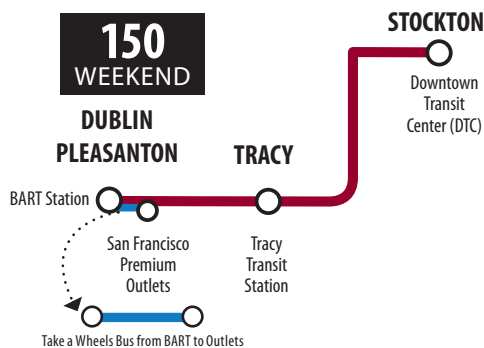 150
WEEKEND
STOCKTON
Downtown
Transit
Center (DTC)
DUBLIN
PLEASANTON
TRACY
BART Station
San Francisco
Premium
Outlets
Tracy
Transit
Station
Take a Wheels Bus from BART to Outlets